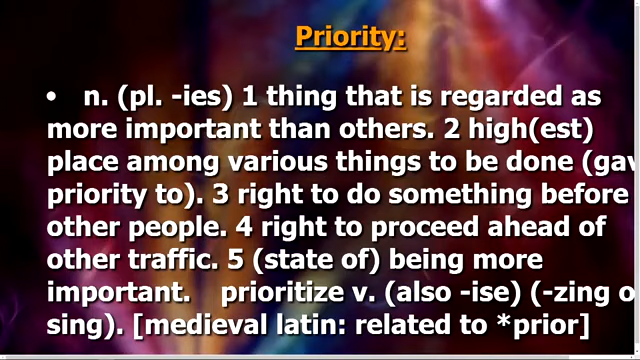 Priority:
• n. (pl. -ies) 1 thing that is regarded as
more important than others. 2 high(est)
place among various things to be done
priority to). 3 right to do something before
other people. 4 right to proceed ahead of
other traffic. 5 (state of) being more
important. prioritize v. (also -ise) (-zing
sing). [medieval latin: related to *prior]